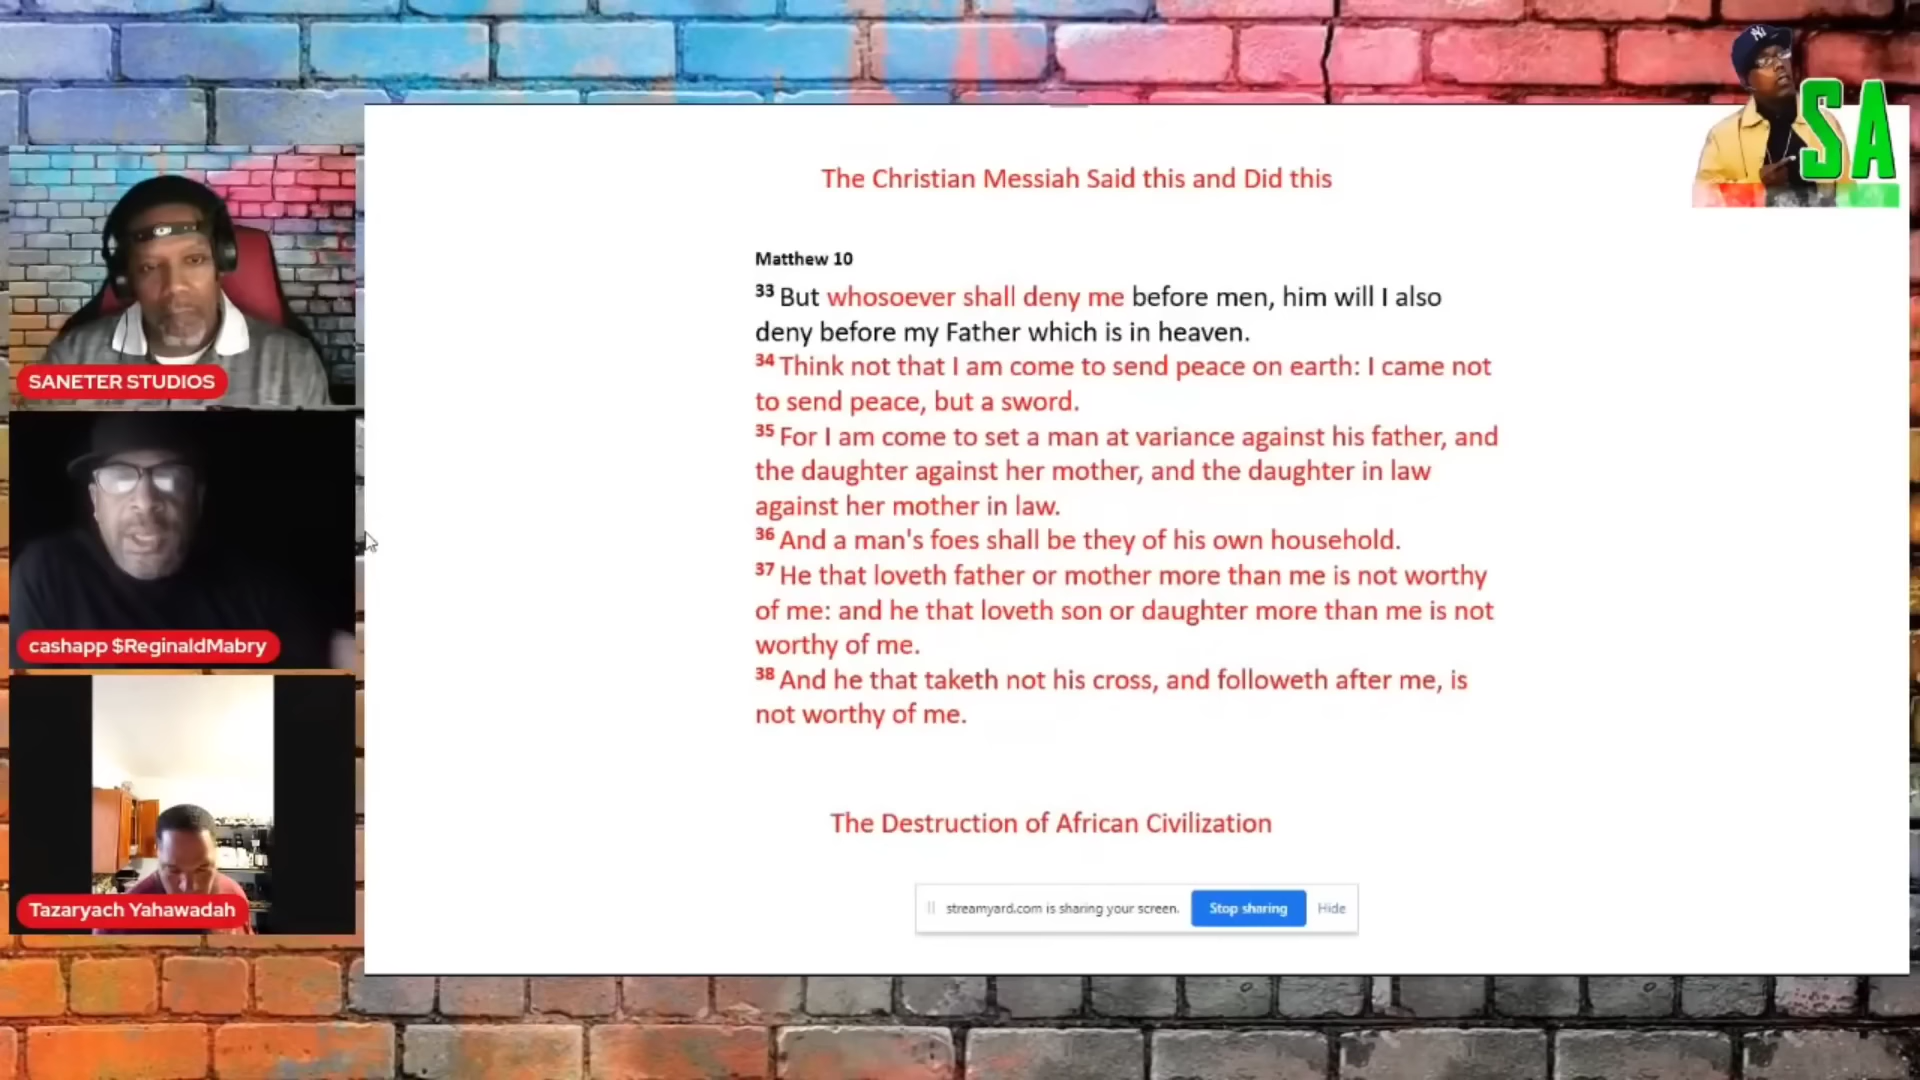 SA
The Christian Messiah Said this and Did this
Matthew 10
33 But whosoever shall deny me before men, him will I also
deny before my Father which is in heaven.
34 Think not that I am come to send peace on earth: I came not
to send peace, but a sword.
35 For I am come to set a man at variance against his father, and
the daughter against her mother, and the daughter in law
against her mother in law.
36 And a man's foes shall be they of his own household.
37 He that loveth father or mother more than me is not worthy
of me: and he that loveth son or daughter more than me is not
worthy of me.
38 And he that taketh not his cross, and followeth after me, is
not worthy of me.
The Destruction of African Civilization
streamyard.com is sharing your screen. Stop sharing Hide
SANETER STUDIOS
cashapp $ReginaldMabry
Tazaryach Yahawadah